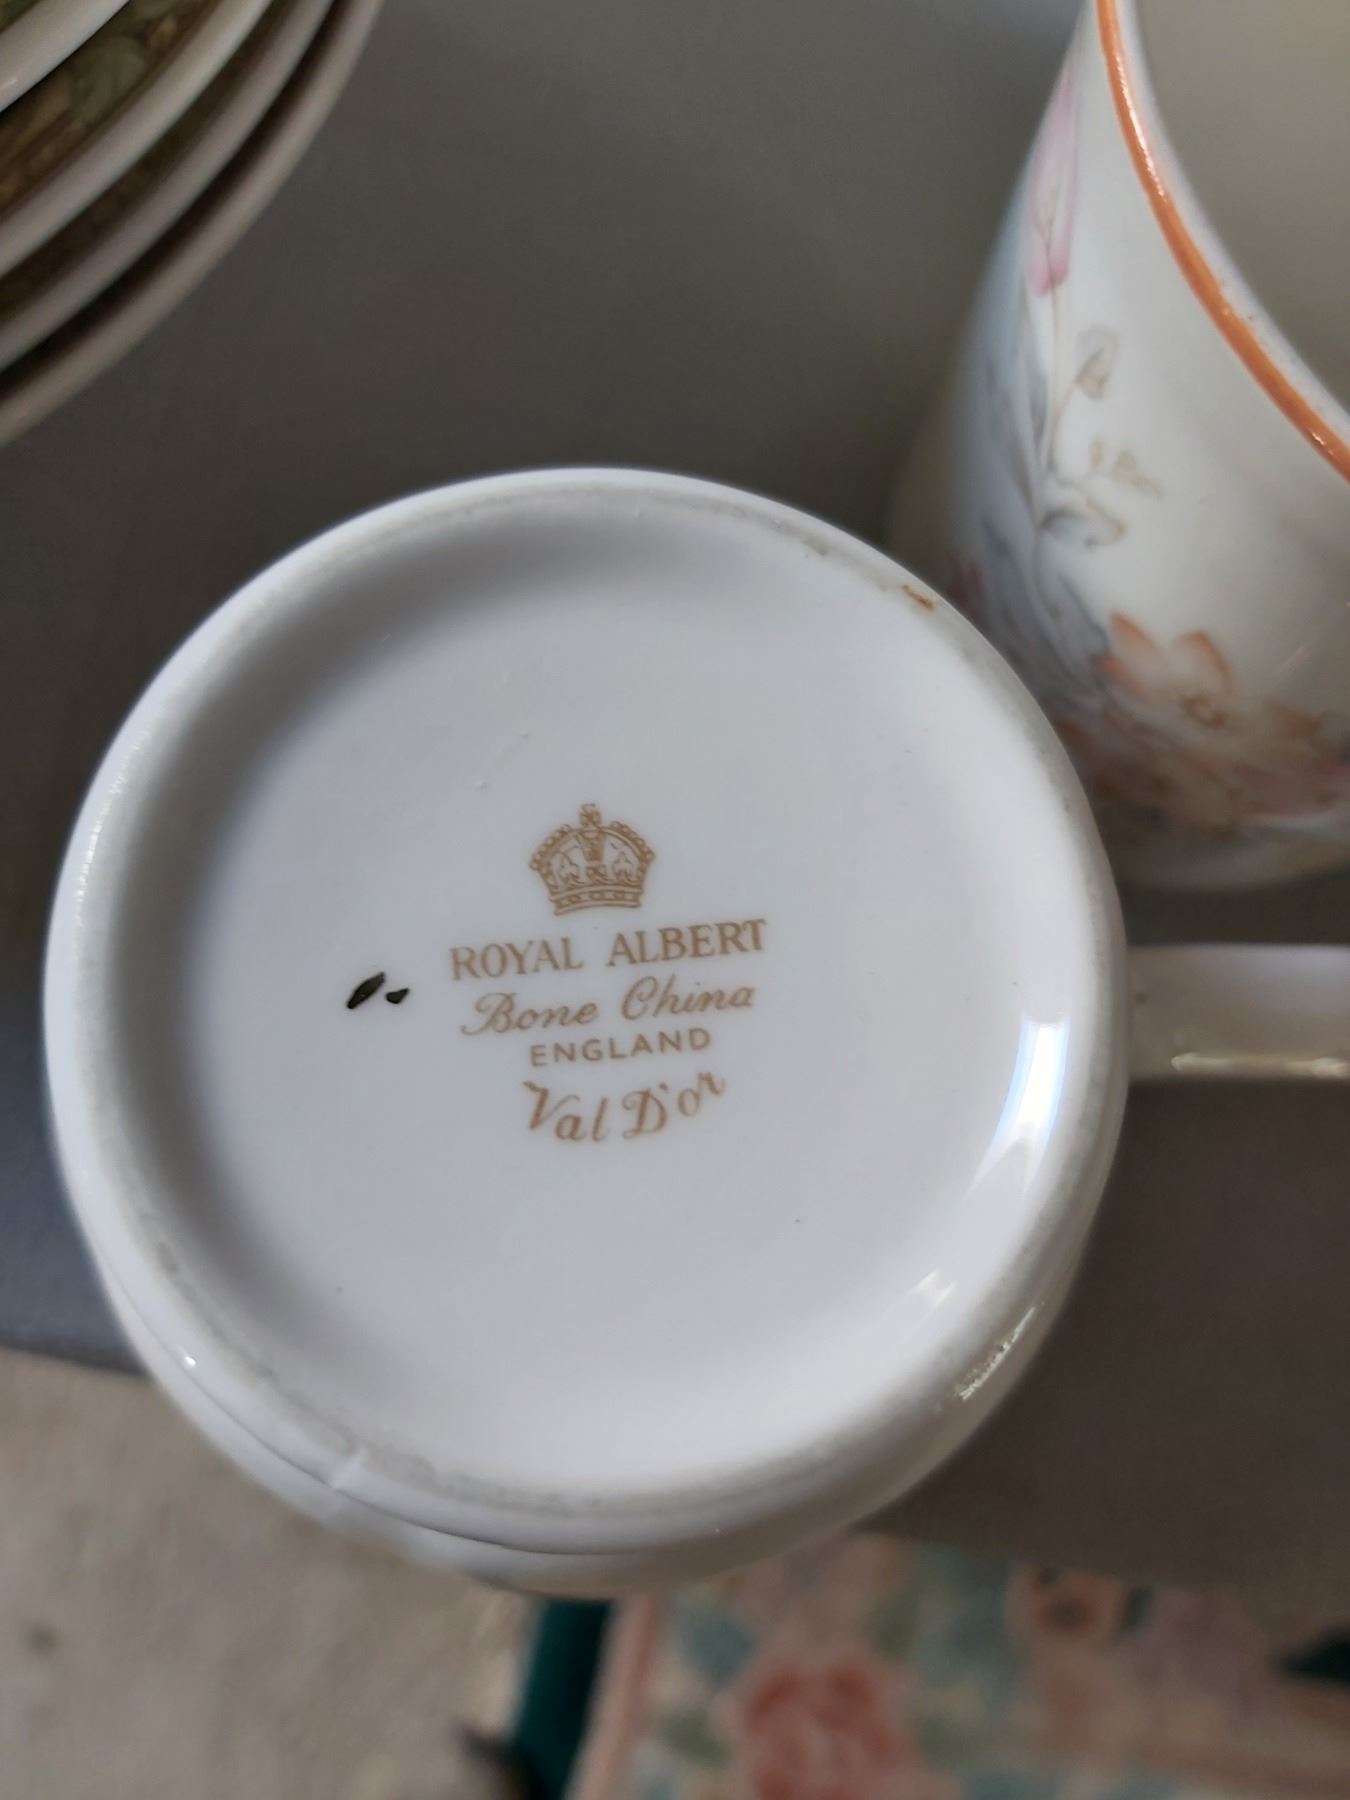 ROYAL ALBERT
Bone China
ENGLAND
Val D'or